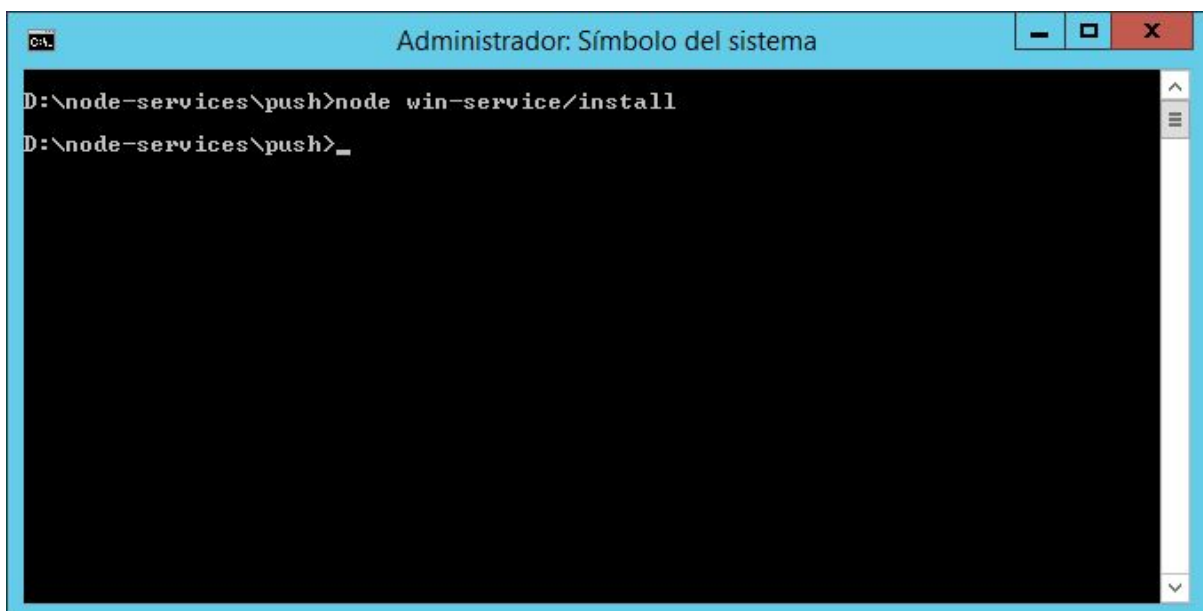 C:\.
Administrador: Símbolo del sistema
D:\node-services\push>node win-service/install
D:\node-services\push>_